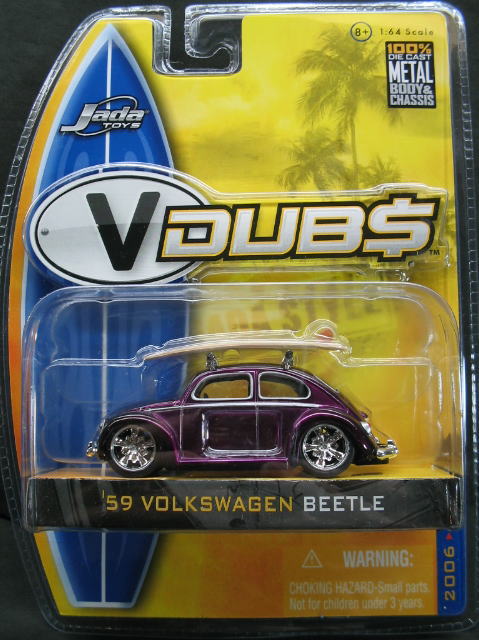 8+ 1:64 Scale
100%
DIE CAST
METAL
BODY &
CHASSIS
Jada
TOYS
V DUB$ ™
'59 VOLKSWAGEN BEETLE
WARNING:
CHOKING HAZARD-Small parts.
Not for children under 3 years.
2006